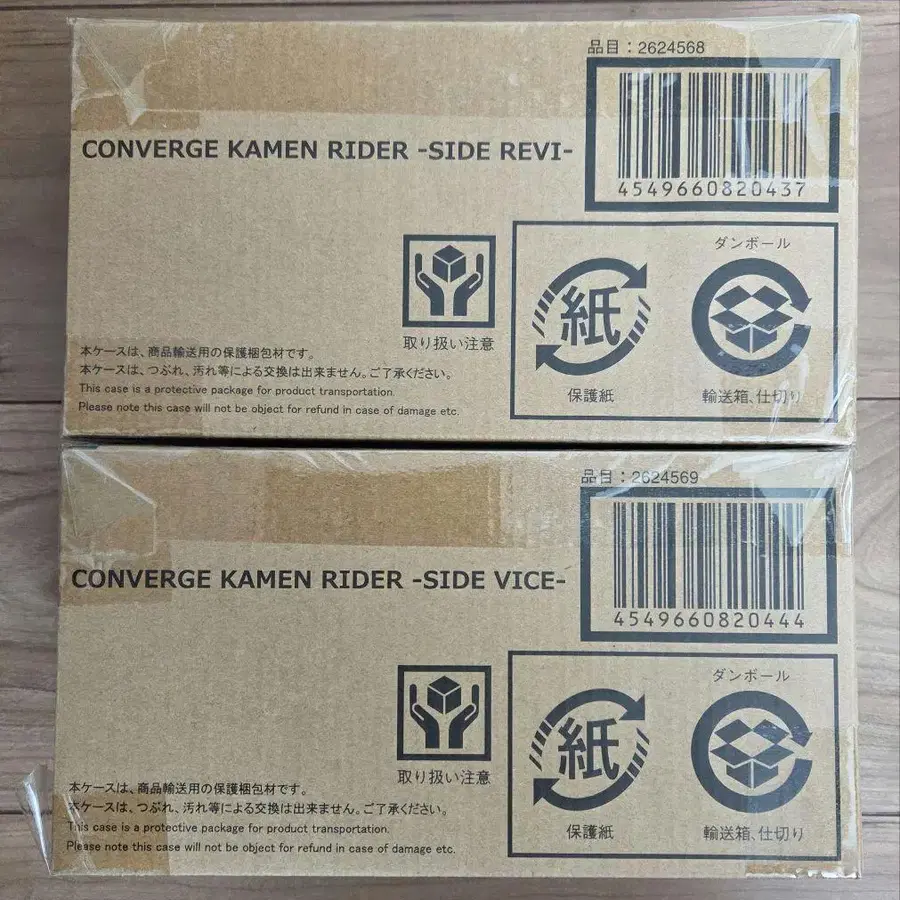 品目：2624568
4549660820437
CONVERGE KAMEN RIDER -SIDE REVI-
ダンボール
紙
取り扱い注意
保護紙
輸送箱、仕切り
本ケースは、商品輸送用の保護梱包材です。
本ケースは、つぶれ、汚れ等による交換は出来ません。ご了承ください。
This case is a protective package for product transportation.
Please note this case will not be object for refund in case of damage etc.
品目：2624569
4549660820444
CONVERGE KAMEN RIDER -SIDE VICE-
ダンボール
紙
取り扱い注意
保護紙
輸送箱、仕切り
本ケースは、商品輸送用の保護梱包材です。
本ケースは、つぶれ、汚れ等による交換は出来ません。ご了承ください。
This case is a protective package for product transportation.
Please note this case will not be object for refund in case of damage etc.